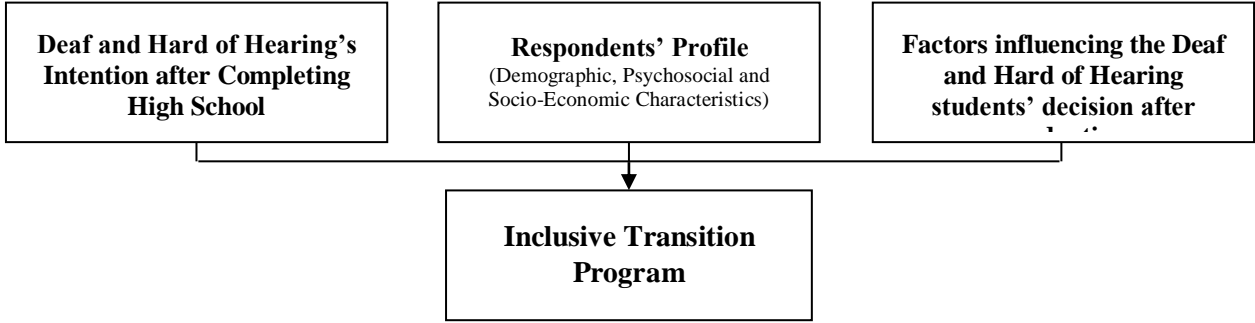 Deaf and Hard of Hearing’s
Intention after Completing
High School
Respondents’ Profile
(Demographic, Psychosocial and
Socio-Economic Characteristics)
Factors influencing the Deaf
and Hard of Hearing
students’ decision after
Inclusive Transition
Program